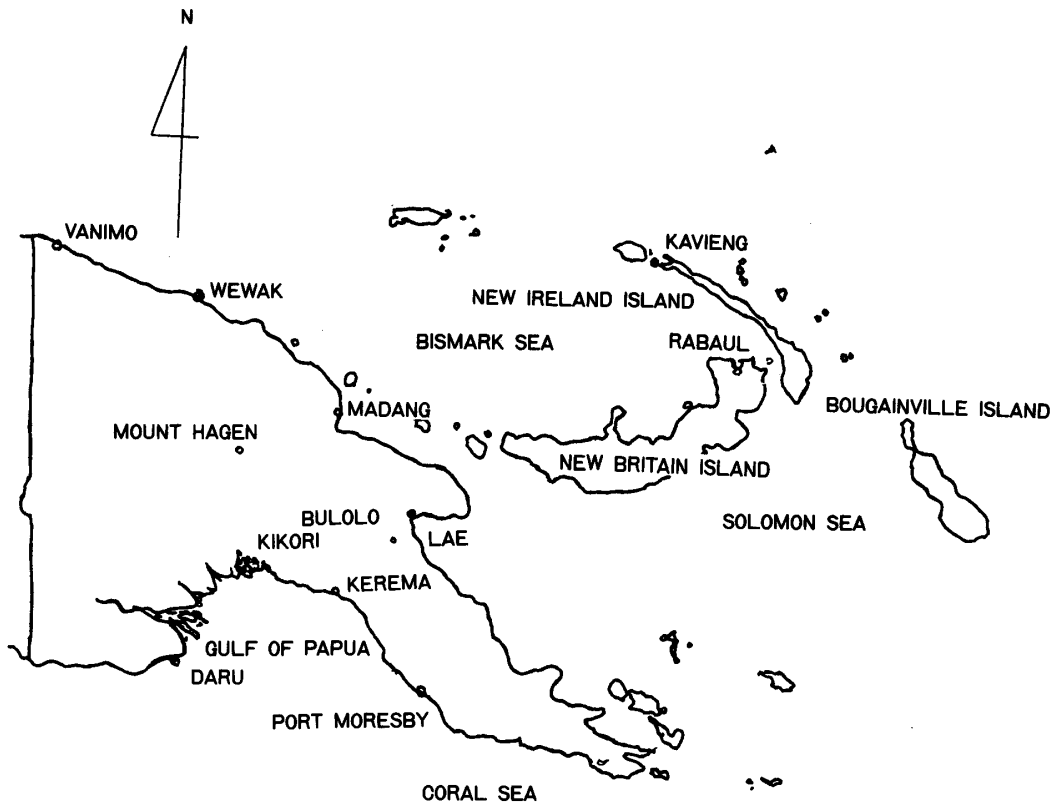 N
VANIMO
KAVIENG
WEWAK
NEW IRELAND ISLAND
BISMARK SEA
RABAUL
MADANG
BOUGAINVILLE ISLAND
MOUNT HAGEN
NEW BRITAIN ISLAND
BULOLO
SOLOMON SEA
LAE
KIKORI
KEREMA
GULF OF PAPUA
DARU
PORT MORESBY
CORAL SEA